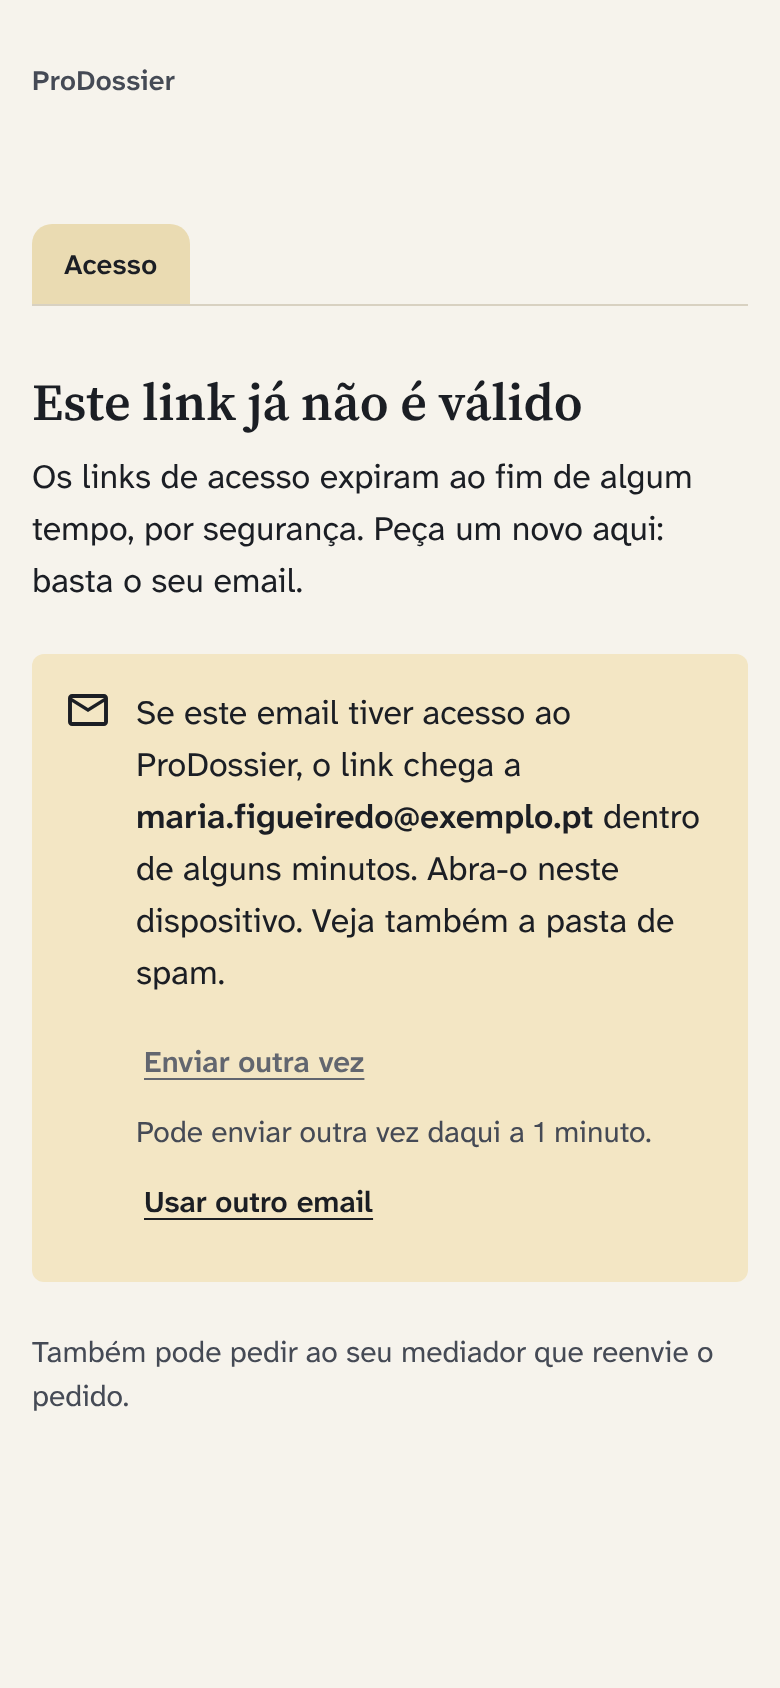 ProDossier
Acesso
Este link já não é válido
Os links de acesso expiram ao fim de algum
tempo, por segurança. Peça um novo aqui:
basta o seu email.
Se este email tiver acesso ao
ProDossier, o link chega a
maria.figueiredo@exemplo.pt dentro
de alguns minutos. Abra-o neste
dispositivo. Veja também a pasta de
spam.
Enviar outra vez
Pode enviar outra vez daqui a 1 minuto.
Usar outro email
Também pode pedir ao seu mediador que reenvie o
pedido.